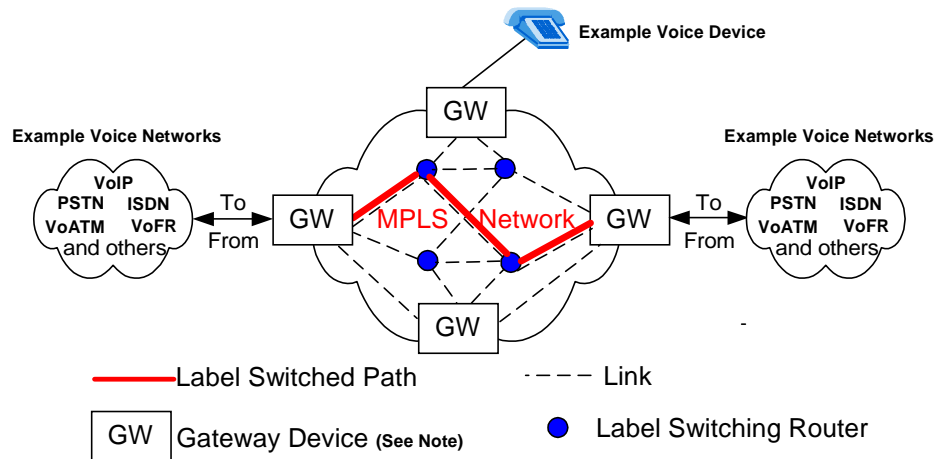 Example Voice Device
GW
Example Voice Networks
Example Voice Networks
VoIP
PSTN ISDN
VoATM VoFR
and others
To
From
GW
MPLS Network
GW
To
From
VoIP
PSTN ISDN
VoATM VoFR
and others
GW
-
Label Switched Path
Link
GW
Gateway Device (See Note)
Label Switching Router